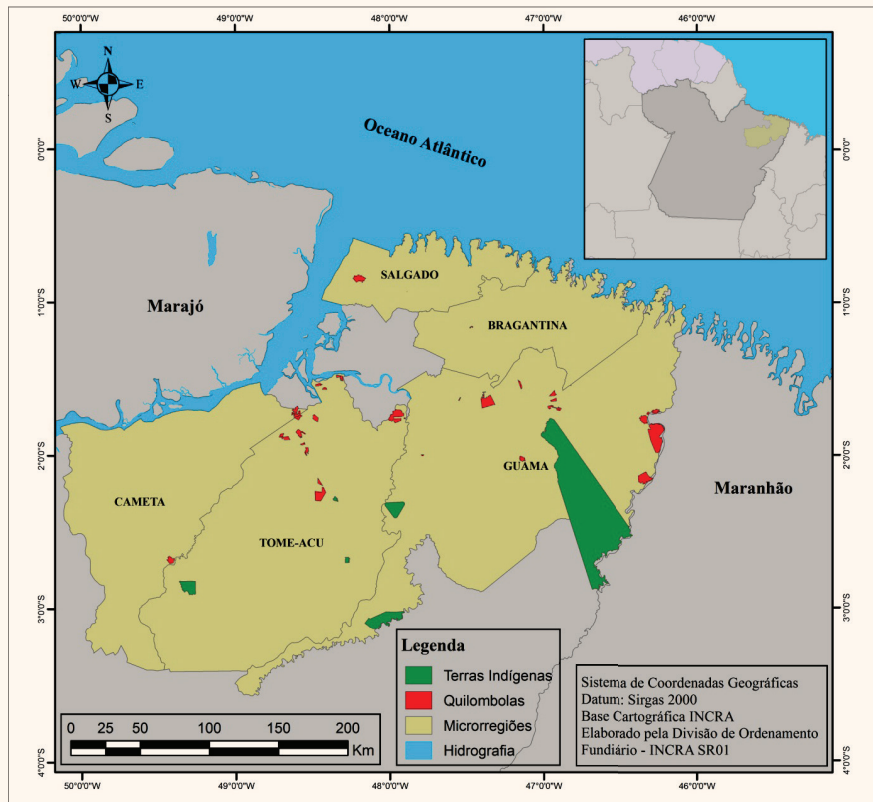 50°0'0"W 49°0'0"W 48°0'0"W 47°0'0"W 46°0'0"W
N
W E
S
Oceano Atlântico
0°0'0" 0°0'0"
SALGADO
Marajó
1°0'0"S 1°0'0"S
BRAGANTINA
2°0'0"S 2°0'0"S
GUAMA
CAMETA
Maranhão
TOME-ACU
3°0'0"S 3°0'0"S
Legenda
Terras Indígenas
Quilombolas
Microrregiões
Hidrografia
Sistema de Coordenadas Geográficas
Datum: Sirgas 2000
Base Cartográfica INCRA
Elaborado pela Divisão de Ordenamento
Fundiário - INCRA SR01
0 25 50 100 150 200
Km
4°0'0"S 4°0'0"S
50°0'0"W 49°0'0"W 48°0'0"W 47°0'0"W 46°0'0"W